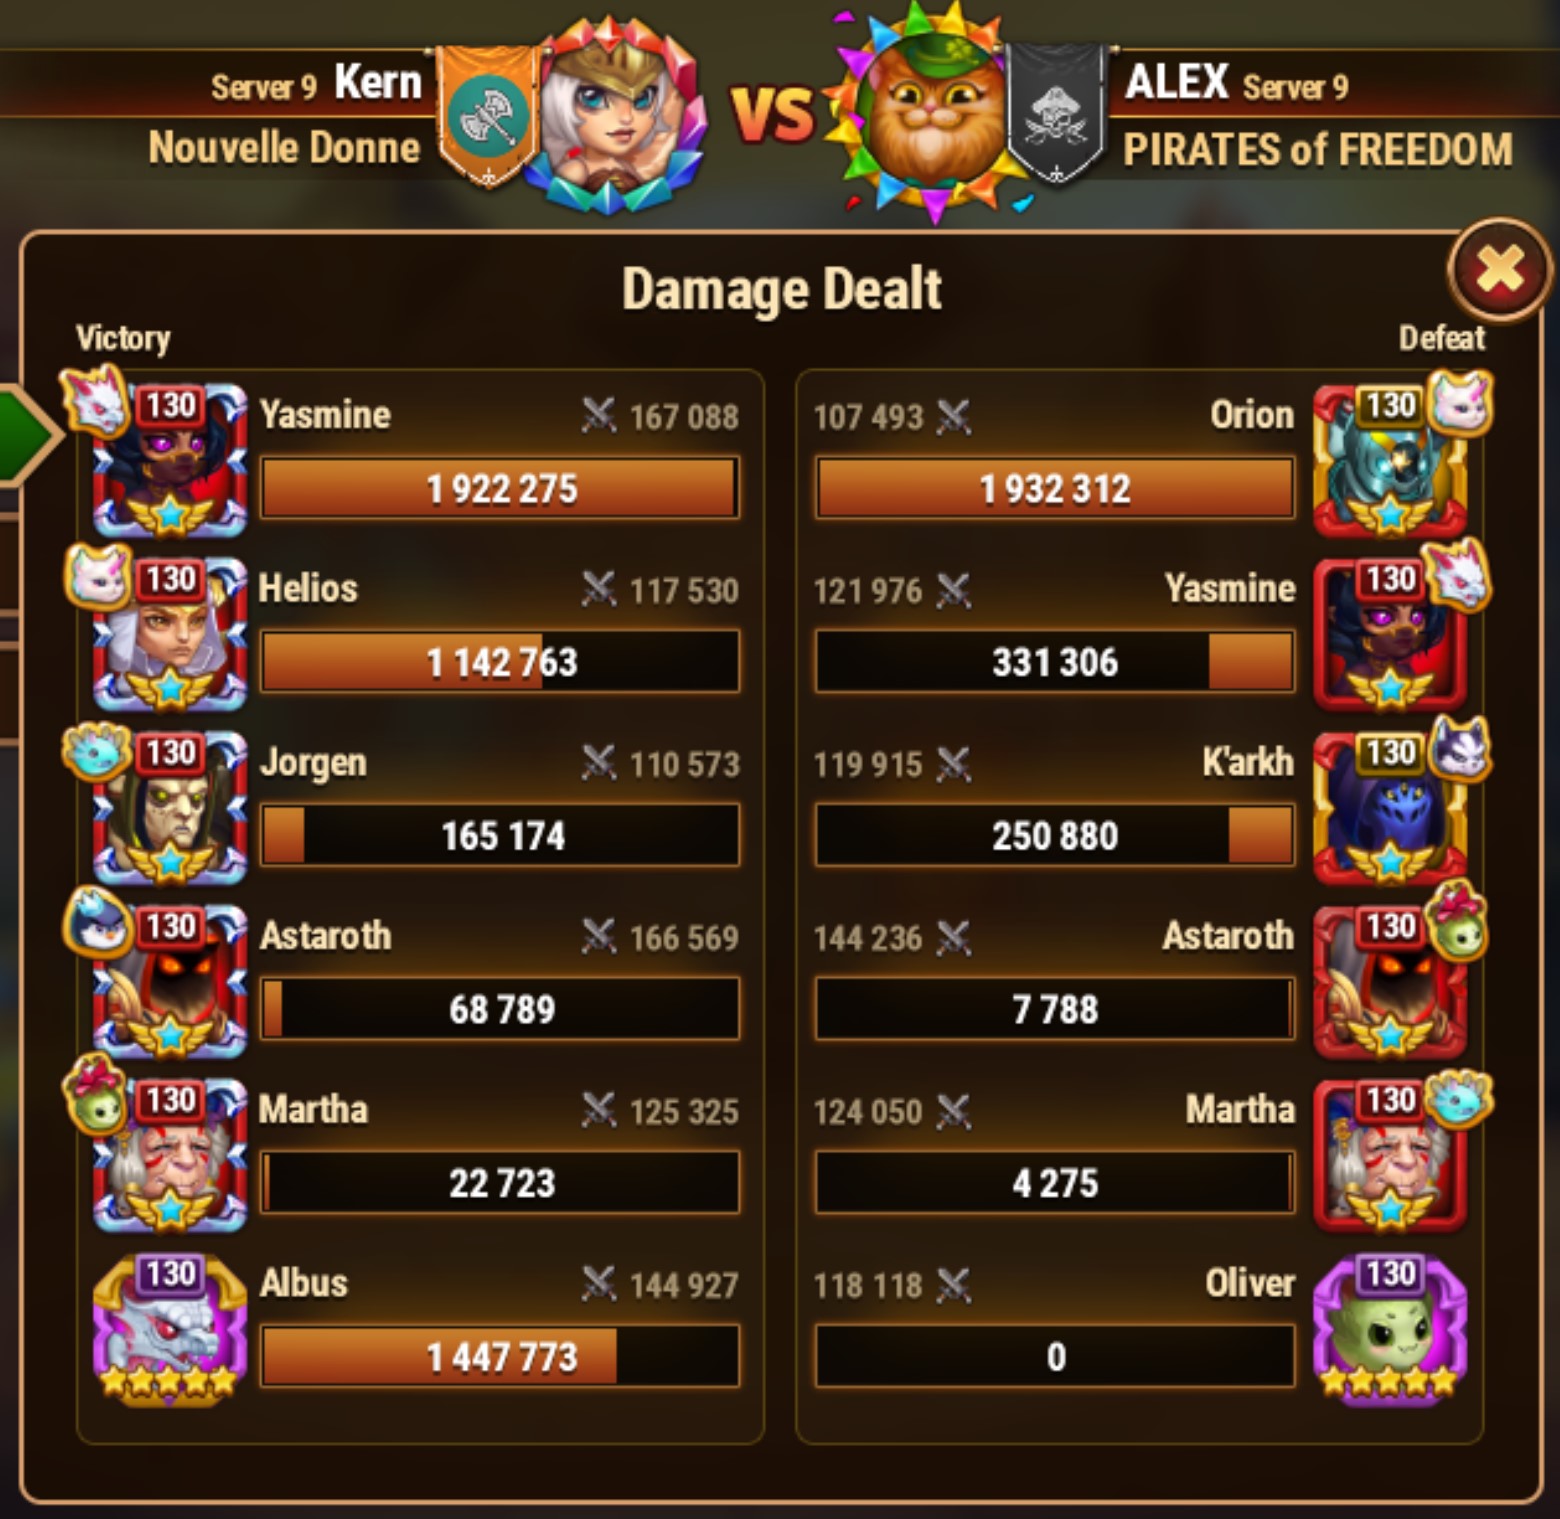 Server 9 Kern
Nouvelle Donne
VS
ALEX Server 9
PIRATES of FREEDOM
Damage Dealt
Victory
Defeat
130
Yasmine
167 088
1 922 275
107 493
Orion
130
1 932 312
130
Helios
117 530
1 142 763
121 976
Yasmine
130
331 306
130
Jorgen
110 573
165 174
119 915
K'arkh
130
250 880
130
Astaroth
166 569
68 789
144 236
Astaroth
130
7 788
130
Martha
125 325
22 723
124 050
Martha
130
4 275
130
Albus
144 927
1 447 773
118 118
Oliver
130
0